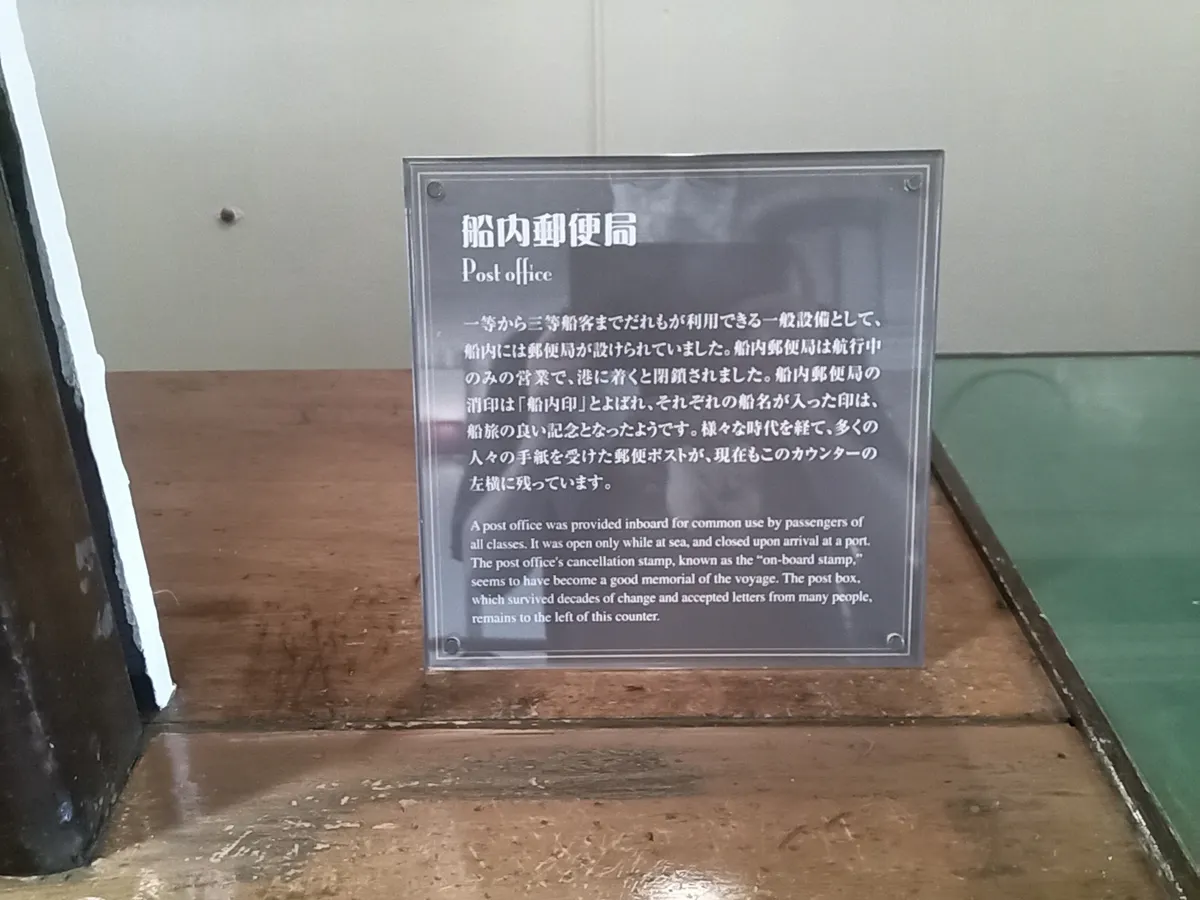 船内郵便局
Post office
一等から三等船客までだれもが利用できる一般設備として、
船内には郵便局が設けられていました。船内郵便局は航行中
のみの営業で、港に着くと閉鎖されました。船内郵便局の
消印は「船内印」とよばれ、それぞれの船名が入った印は、
船旅の良い記念となったようです。様々な時代を経て、多くの
人々の手紙を受けた郵便ポストが、現在もこのカウンターの
左横に残っています。
A post office was provided inboard for common use by passengers of
all classes. It was open only while at sea, and closed upon arrival at a port.
The post office's cancellation stamp, known as the “on-board stamp,”
seems to have become a good memorial of the voyage. The post box,
which survived decades of change and accepted letters from many people,
remains to the left of this counter.